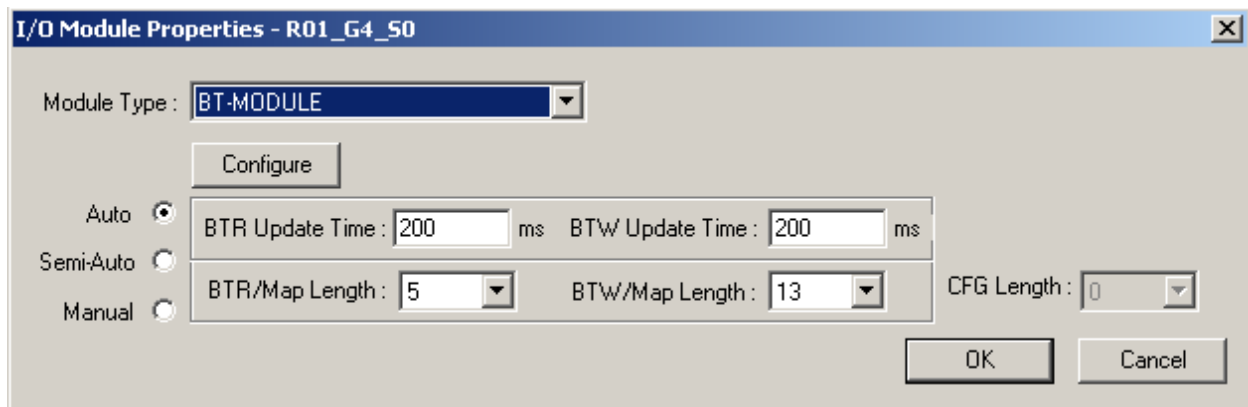 I/O Module Properties - R01_G4_S0
Module Type : BT-MODULE
Configure
Auto
BTR Update Time : 200 ms BTW Update Time : 200 ms
Semi-Auto
BTR/Map Length : 5 BTW/Map Length : 13 CFG Length : 0
Manual
OK Cancel